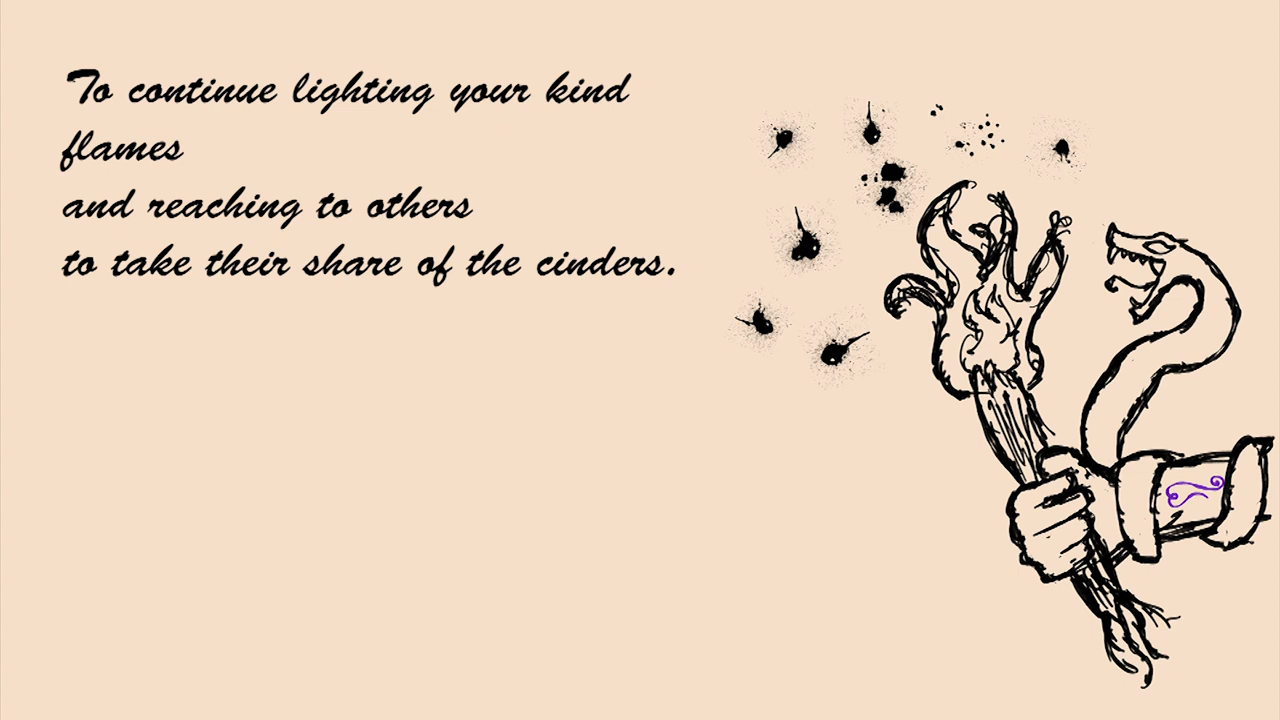 To continue lighting your kind
flames
and reaching to others
to take their share of the cinders.